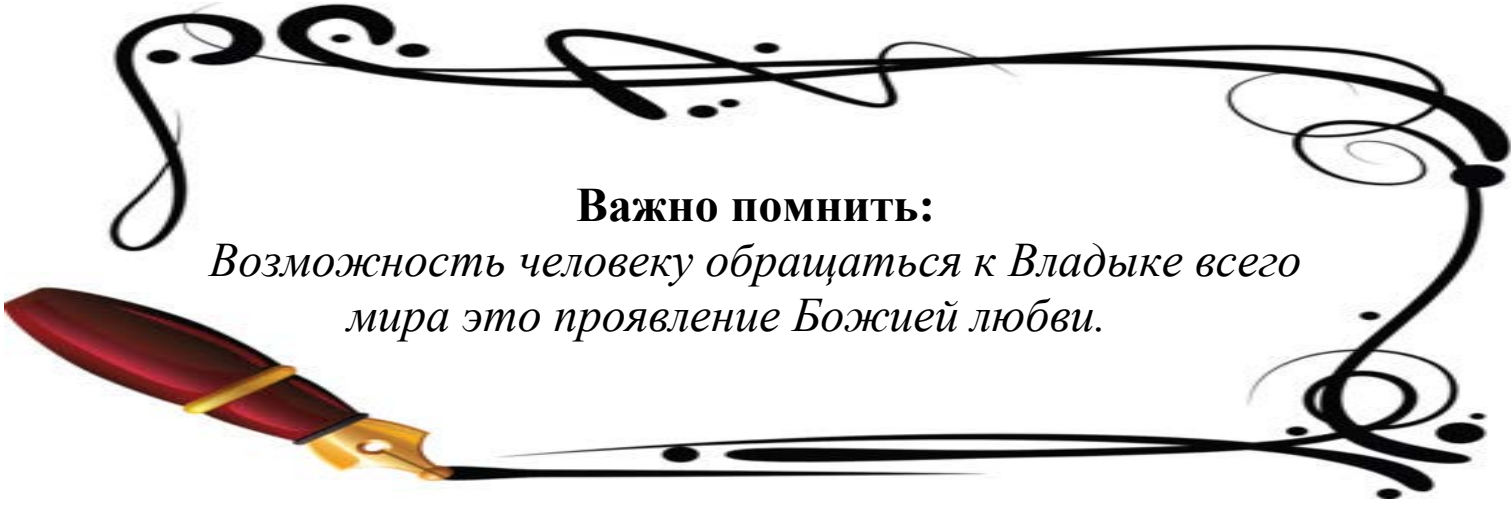 Важно помнить:
Возможность человеку обращаться к Владыке всего
мира это проявление Божией любви.